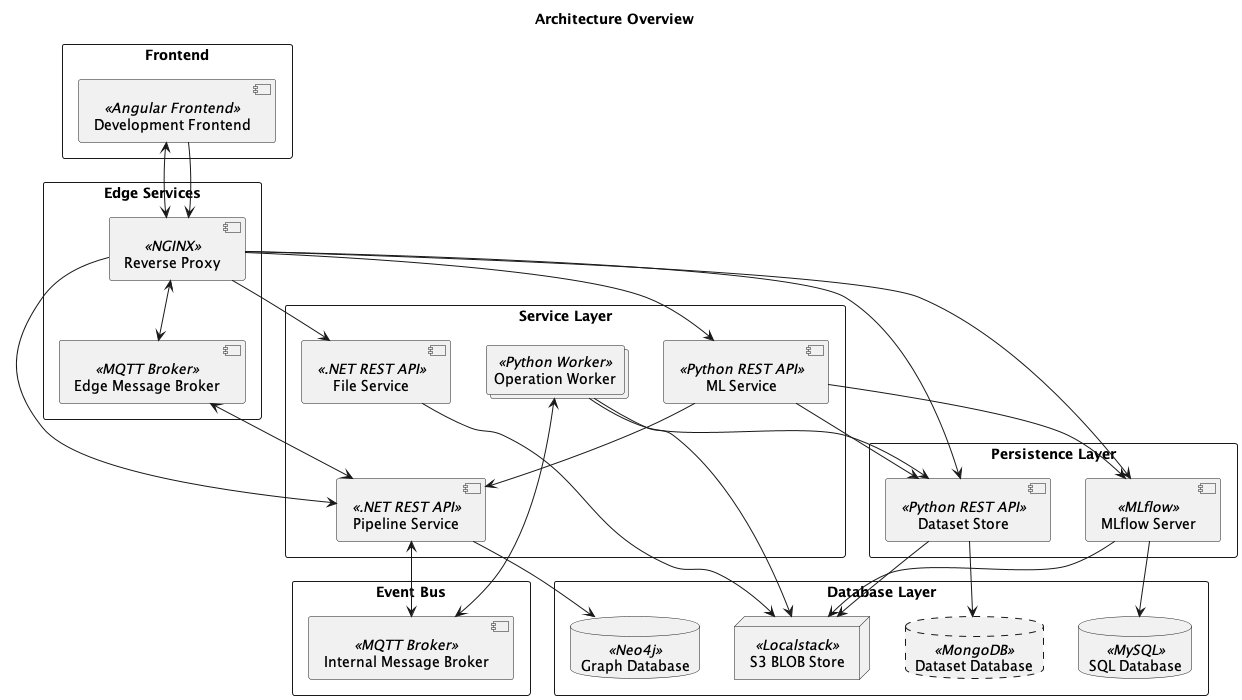 Architecture Overview
Frontend
«Angular Frontend»
Development Frontend
Edge Services
«NGINX»
Reverse Proxy
«MQTT Broker»
Edge Message Broker
Service Layer
«.NET REST API»
File Service
«Python Worker»
Operation Worker
«Python REST API»
ML Service
«.NET REST API»
Pipeline Service
Persistence Layer
«Python REST API»
Dataset Store
«MLflow»
MLflow Server
Event Bus
«MQTT Broker»
Internal Message Broker
Database Layer
«Neo4j»
Graph Database
«Localstack»
S3 BLOB Store
«MongoDB»
Dataset Database
«MySQL»
SQL Database